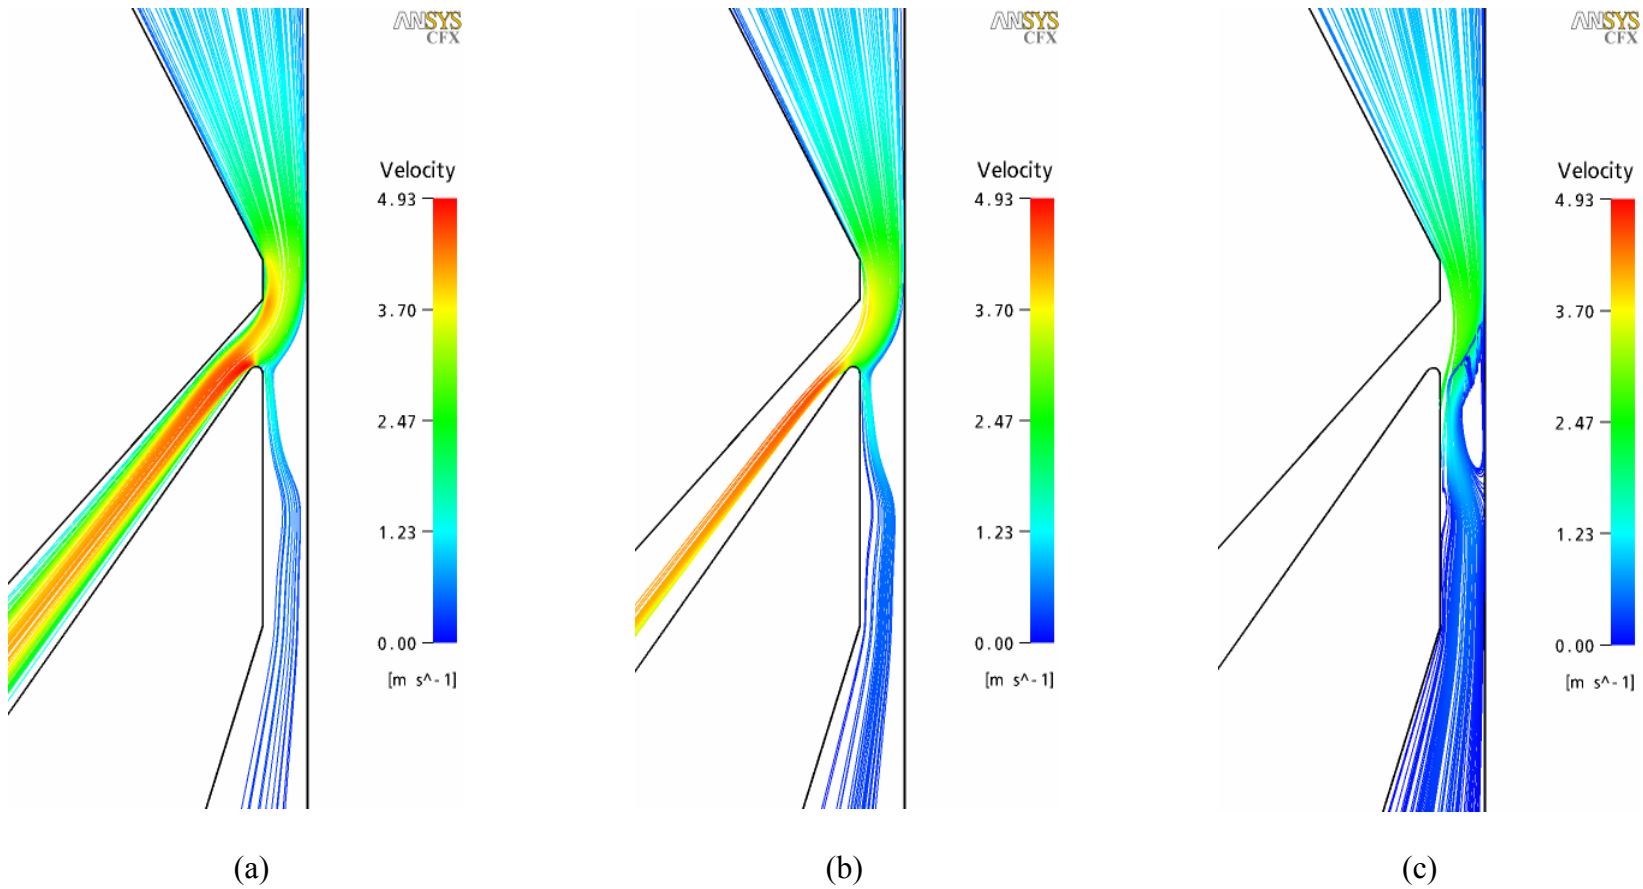 ANSYS
CFX
Velocity
4.93
3.70
2.47
1.23
0.00
[m s^-1]
(a)
ANSYS
CFX
Velocity
4.93
3.70
2.47
1.23
0.00
[m s^-1]
(b)
ANSYS
CFX
Velocity
4.93
3.70
2.47
1.23
0.00
[m s^-1]
(c)